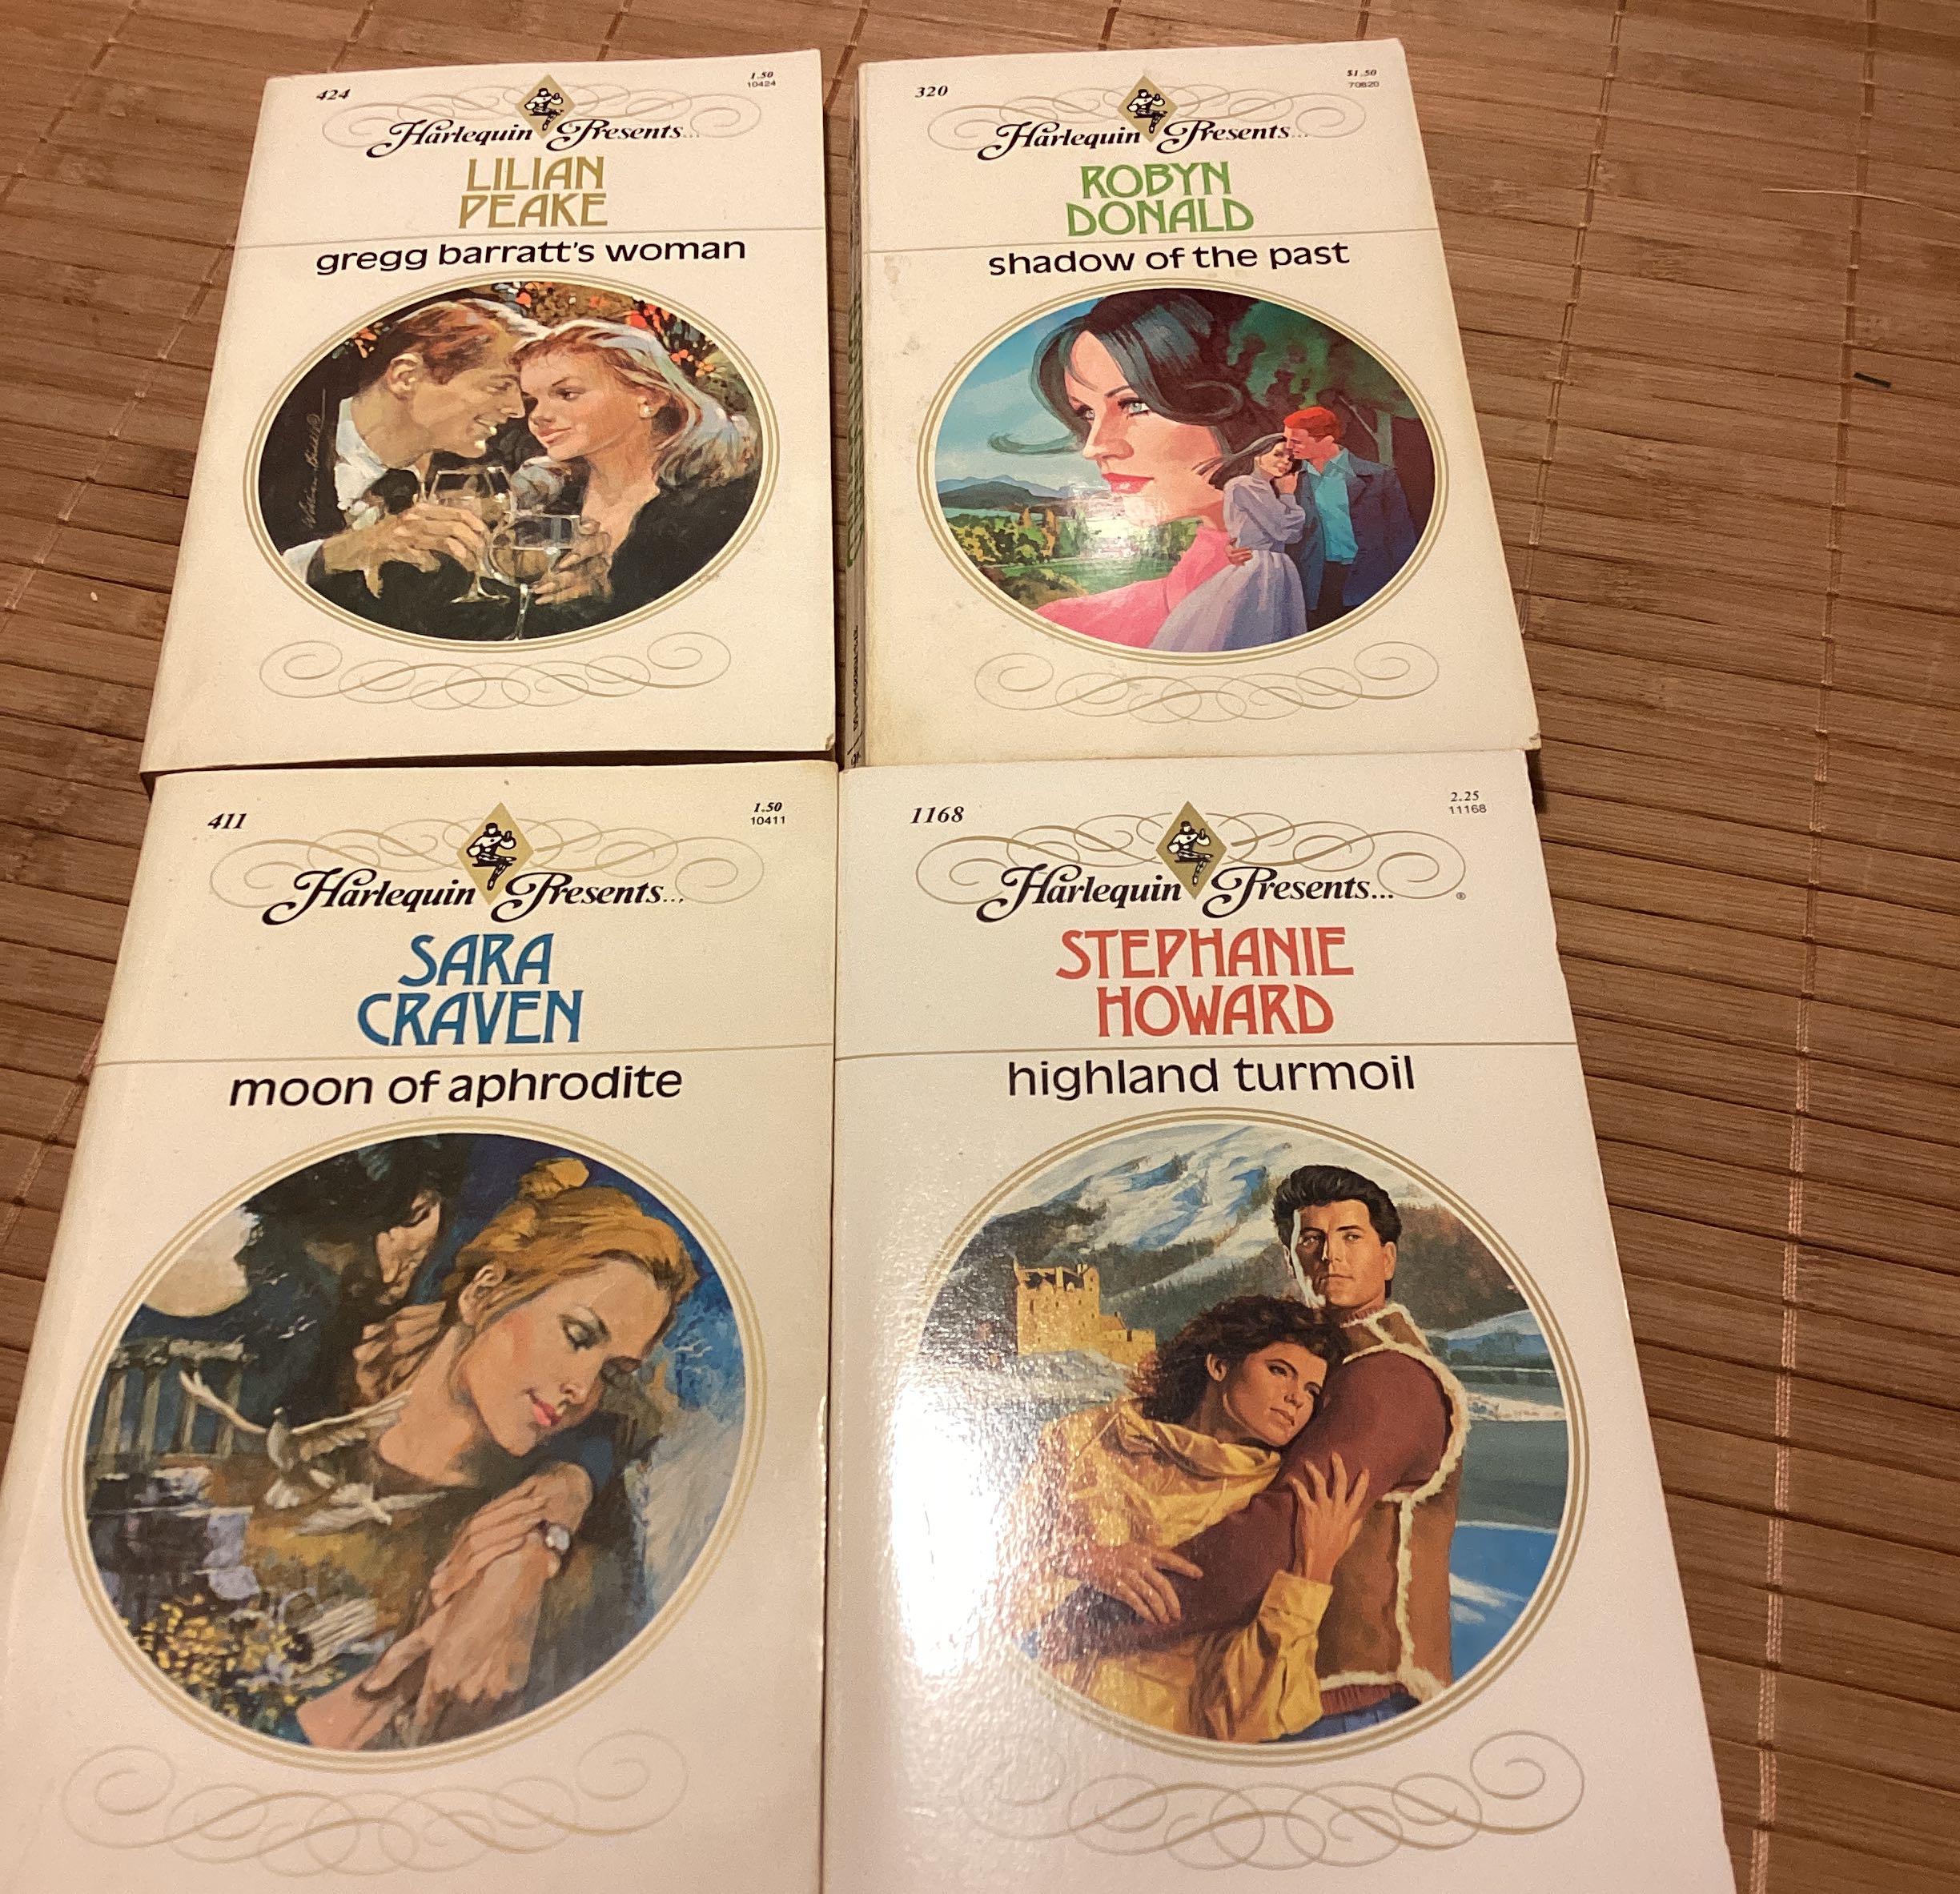 424
1.50
10424
Harlequin Presents...
LILIAN
PEAKE
gregg barratt's woman
320
$1.50
70820
Harlequin Presents...
ROBYN
DONALD
shadow of the past
411
1.50
10411
Harlequin Presents...
SARA
CRAVEN
moon of aphrodite
1168
2.25
11168
Harlequin Presents...
®
STEPHANIE
HOWARD
highland turmoil